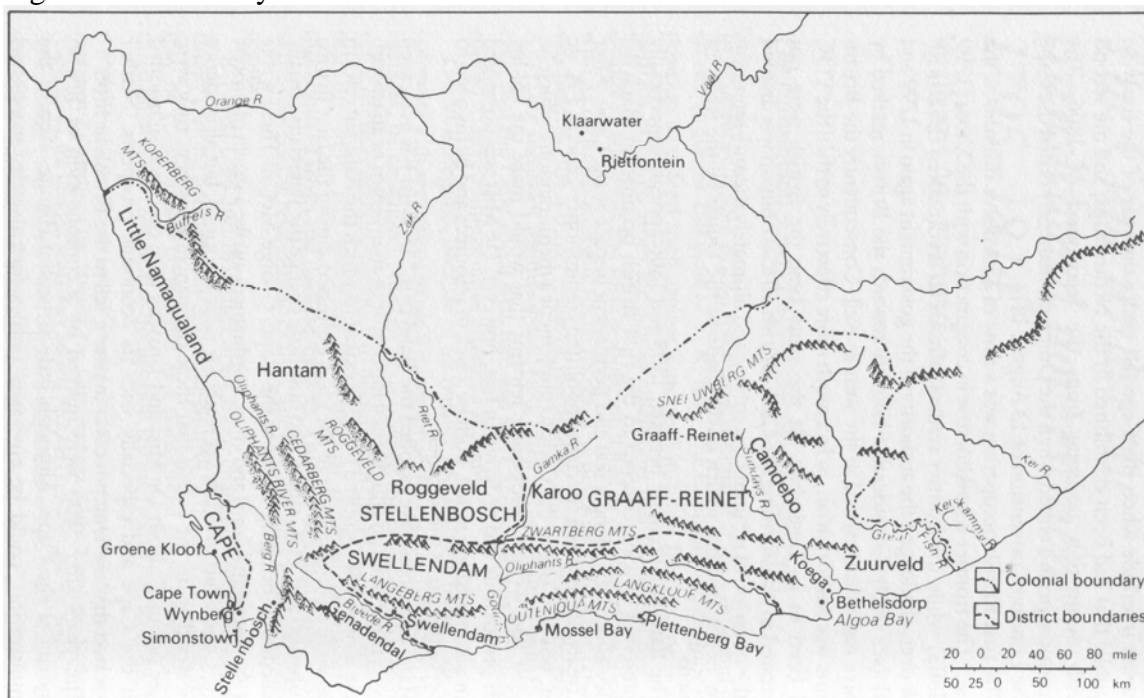 Orange R
Vaal R
Klaarwater
Rietfontein
KOPERBERG
MTS
Buffels R
Zak R
Little Namaqualand
Hantam
SNEEUWBERG MTS
Oliphants R
ROGGEVELD
MTS
Riet R
Graaff-Reinet
Gamka R
Kei R
OLIPHANTS RIVER MTS
CEDARBERG MTS
Roggeveld
STELLENBOSCH
Karoo
GRAAFF-REINET
Sundays R
Camdebo
Keiskamma R
CAPE
Groene Kloof
Berg R
ZWARTBERG MTS
Great Fish R
SWELLENDAM
Oliphants R
Koega
Zuurveld
Colonial boundary
Cape Town
LANGEBERG MTS
LANGKLOOF MTS
Bethelsdorp
Wynberg
Breede R
OUTENIQUA MTS
Algoa Bay
District boundaries
Simonstown
Genadendal
Swellendam
Mossel Bay
Plettenberg Bay
Stellenbosch
20 0 20 40 60 80 mile
50 25 0 50 100 km